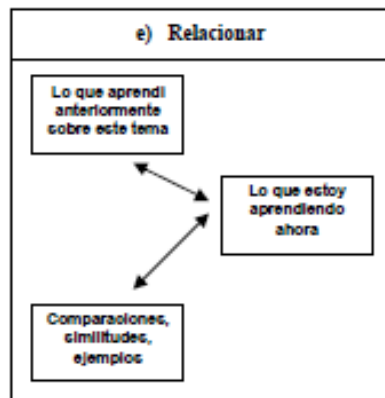 e) Relacionar
Lo que aprendí
anteriormente
sobre este tema
Lo que estoy
aprendiendo
ahora
Comparaciones,
similitudes,
ejemplos